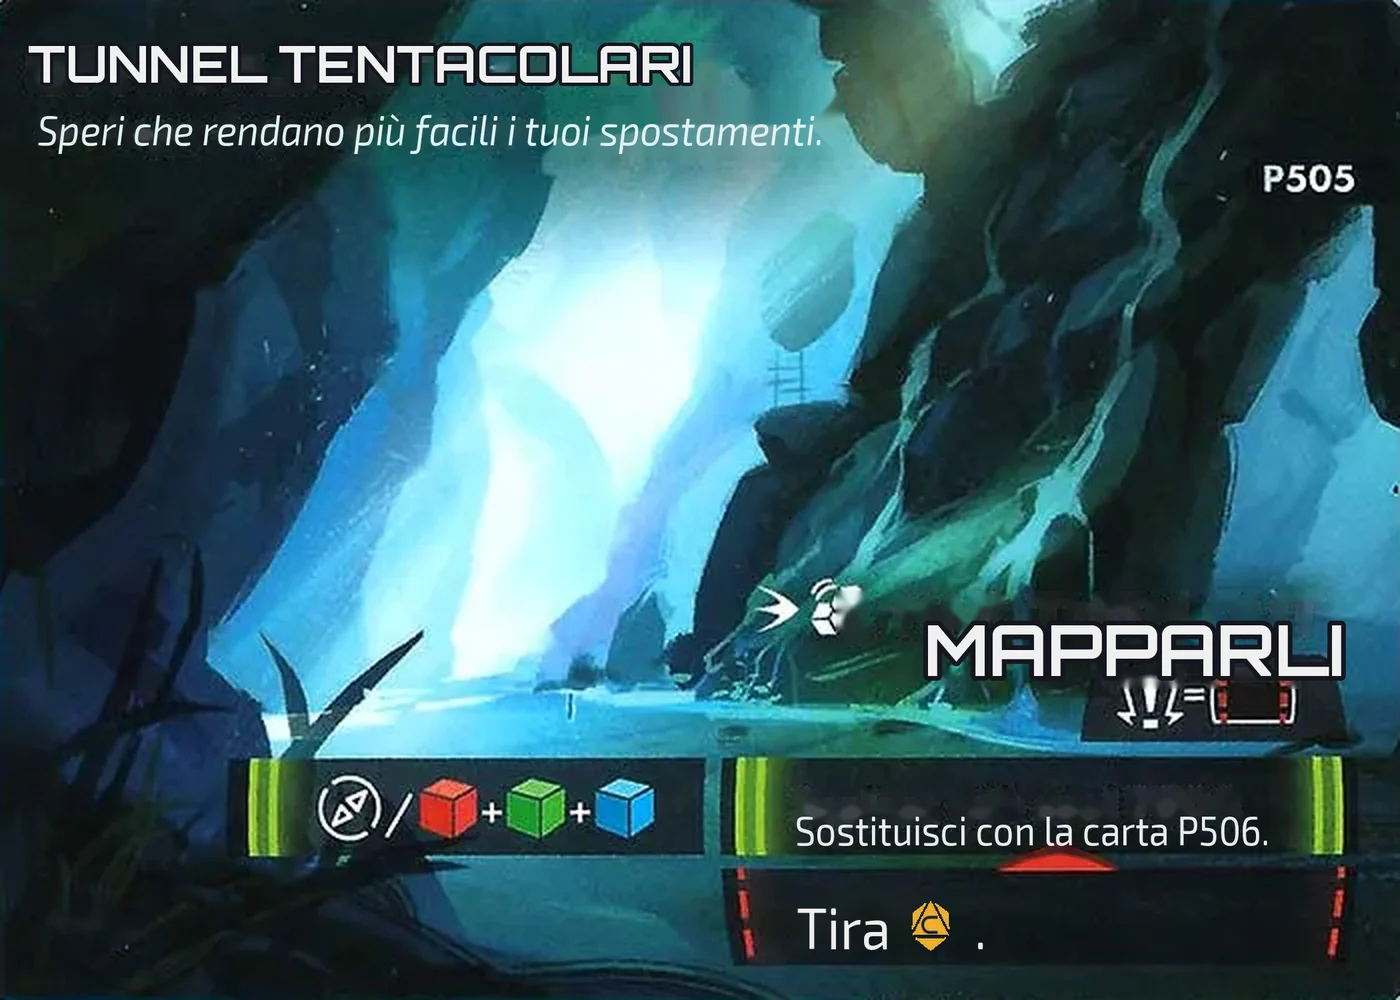 TUNNEL TENTACOLARI
Speri che rendano più facili i tuoi spostamenti.
P505
MAPPARLI
! =
/ + +
Sostituisci con la carta P506.
Tira C .